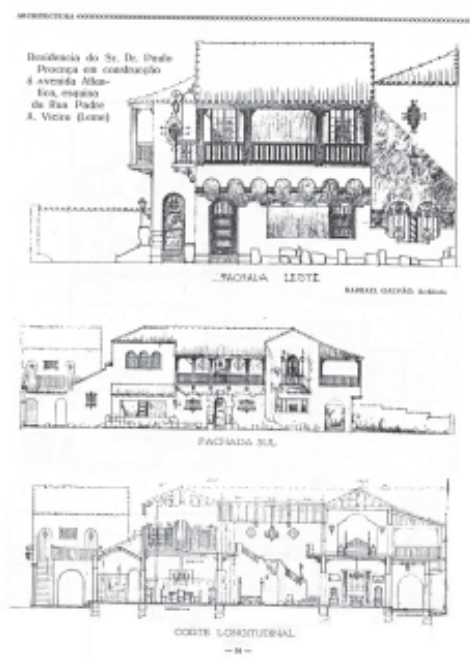 ARCHITECTURA
Residencia do Sr. Dr. Paulo
Proença em construcção
á avenida Atlan-
tica, esquina
da Rua Padre
A. Vieira (Leme)
FACHADA LESTE
RAPHAEL GALVÃO, Architecto
FACHADA SUL
CORTE LONGITUDINAL